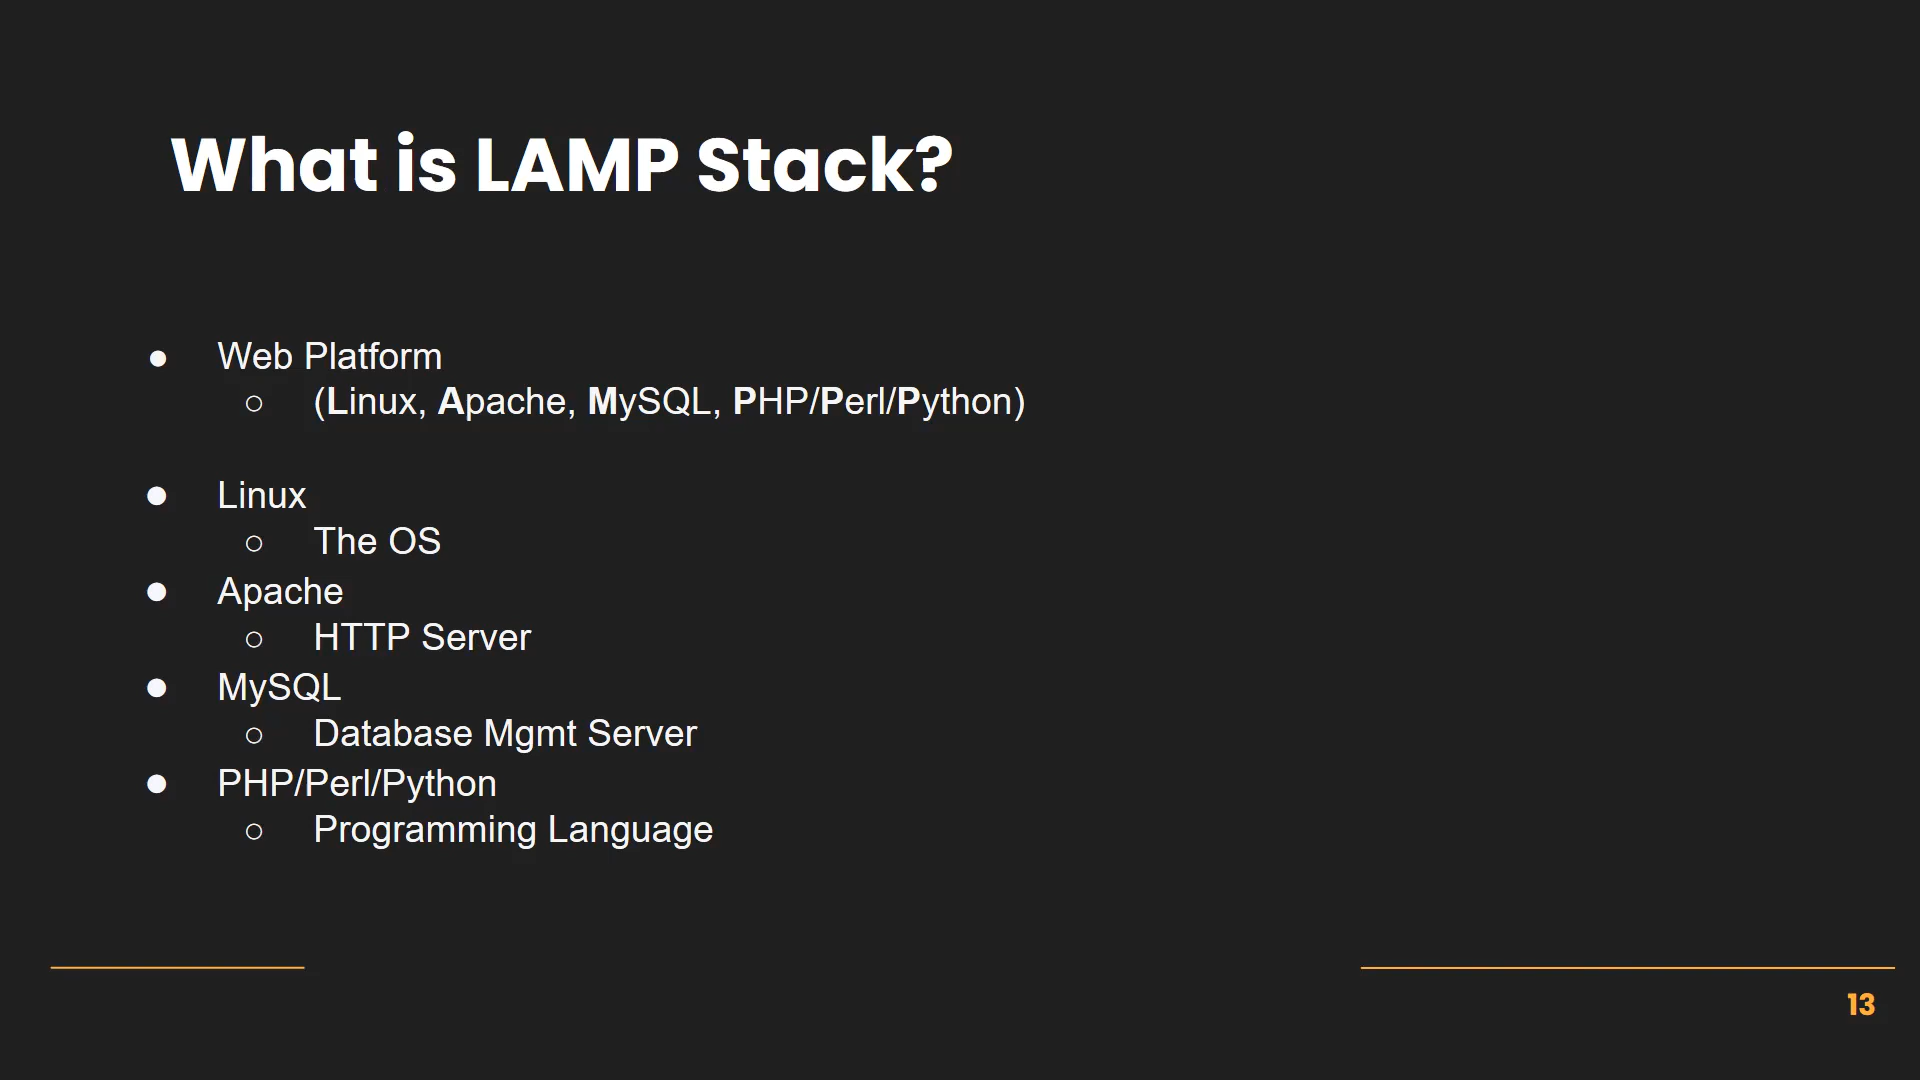 What is LAMP Stack?
● Web Platform
○ (Linux, Apache, MySQL, PHP/Perl/Python)
● Linux
○ The OS
● Apache
○ HTTP Server
● MySQL
○ Database Mgmt Server
● PHP/Perl/Python
○ Programming Language
13